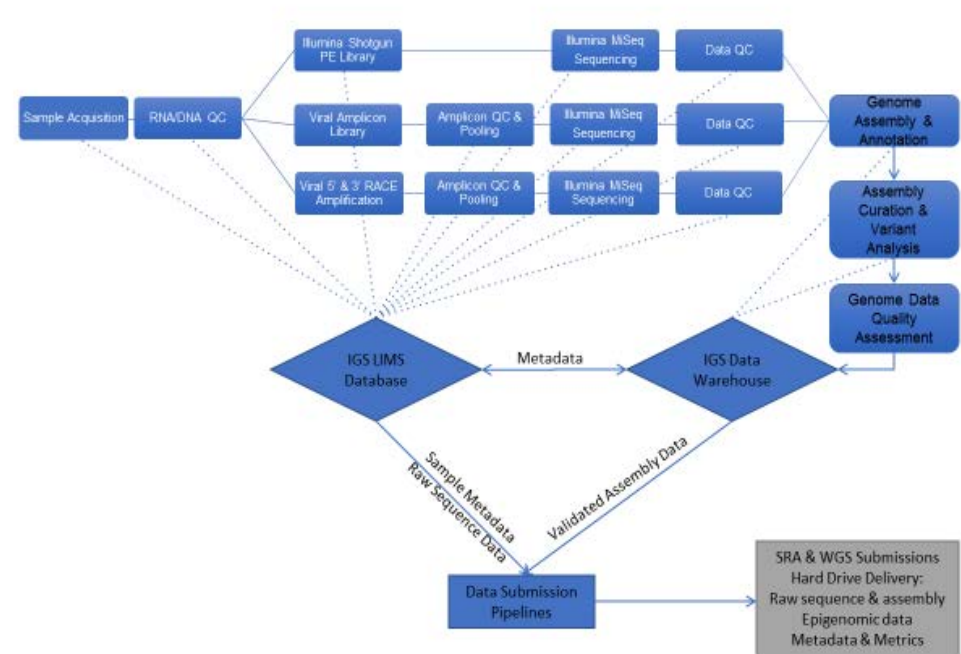 Illumina Shotgun
PE Library
Illumina MiSeq
Sequencing
Data QC
Sample Acquisition
RNA/DNA QC
Viral Amplicon
Library
Amplicon QC &
Pooling
Illumina MiSeq
Sequencing
Data QC
Genome
Assembly &
Annotation
Viral 5' & 3' RACE
Amplification
Amplicon QC &
Pooling
Illumina MiSeq
Sequencing
Data QC
Assembly
Curation &
Variant
Analysis
Genome Data
Quality
Assessment
IGS LIMS
Database
Metadata
IGS Data
Warehouse
Sample Metadata
Raw Sequence Data
Validated Assembly Data
Data Submission
Pipelines
SRA & WGS Submissions
Hard Drive Delivery:
Raw sequence & assembly
Epigenomic data
Metadata & Metrics